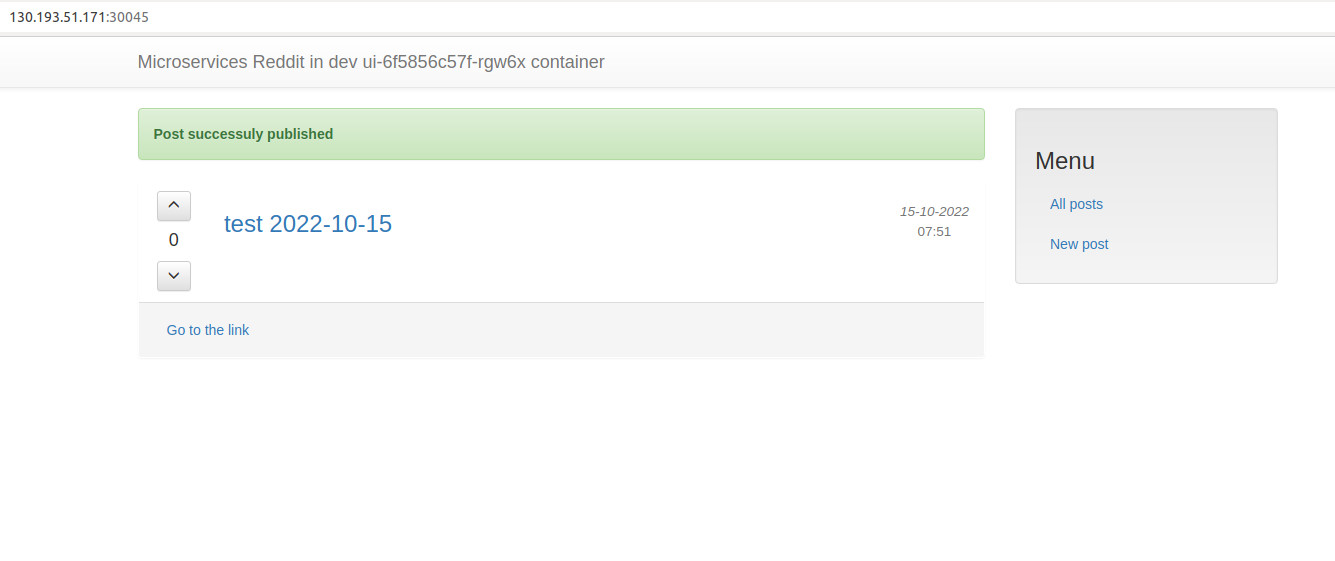 130.193.51.171:30045
Microservices Reddit in dev ui-6f5856c57f-rgw6x container
Post successuly published
0
test 2022-10-15
15-10-2022
07:51
Go to the link
Menu
All posts
New post